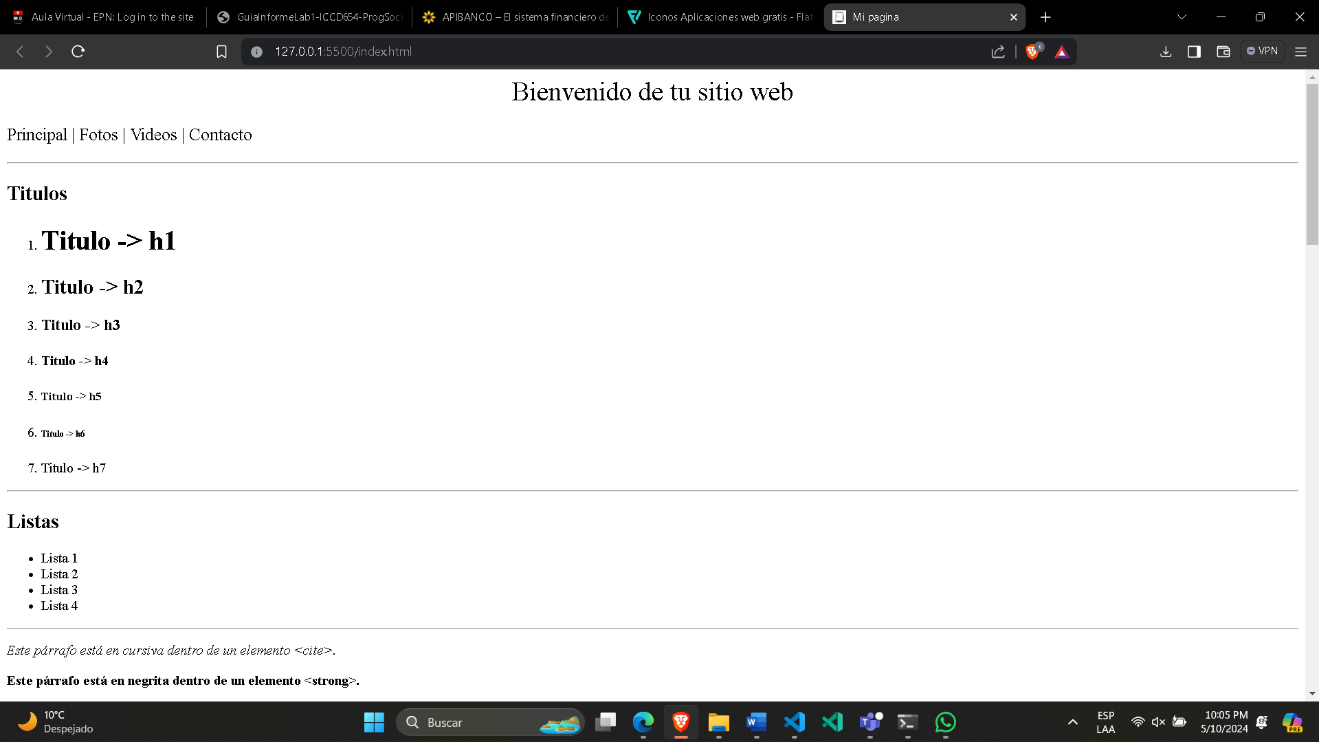 Aula Virtual - EPN: Log in to the site
GuiaInformeLab1-ICCD654-ProgSock
APIBANCO – El sistema financiero de
Iconos Aplicaciones web gratis - Flat
Mi pagina
127.0.0.1:5500/index.html
VPN
Bienvenido de tu sitio web
Principal | Fotos | Videos | Contacto
Titulos
1. Titulo -> h1
2. Titulo -> h2
3. Titulo -> h3
4. Titulo -> h4
5. Titulo -> h5
6. Titulo -> h6
7. Titulo -> h7
Listas
• Lista 1
• Lista 2
• Lista 3
• Lista 4
Este párrafo está en cursiva dentro de un elemento <cite>.
Este párrafo está en negrita dentro de un elemento <strong>.
10°C
Despejado
Buscar
ESP
LAA
10:05 PM
5/10/2024